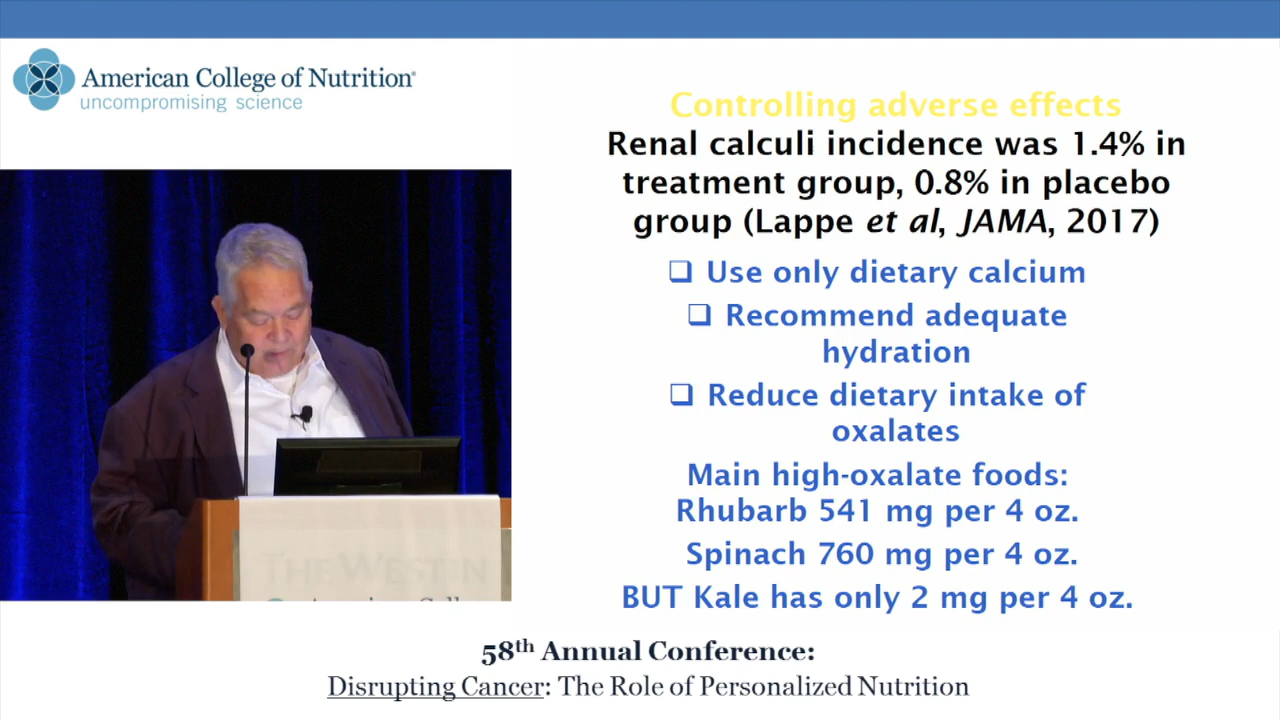 American College of Nutrition®
uncompromising science
Controlling adverse effects
Renal calculi incidence was 1.4% in
treatment group, 0.8% in placebo
group (Lappe et al, JAMA, 2017)
❑ Use only dietary calcium
❑ Recommend adequate
hydration
❑ Reduce dietary intake of
oxalates
Main high-oxalate foods:
Rhubarb 541 mg per 4 oz.
Spinach 760 mg per 4 oz.
BUT Kale has only 2 mg per 4 oz.
THE WESTIN
58th Annual Conference:
Disrupting Cancer: The Role of Personalized Nutrition